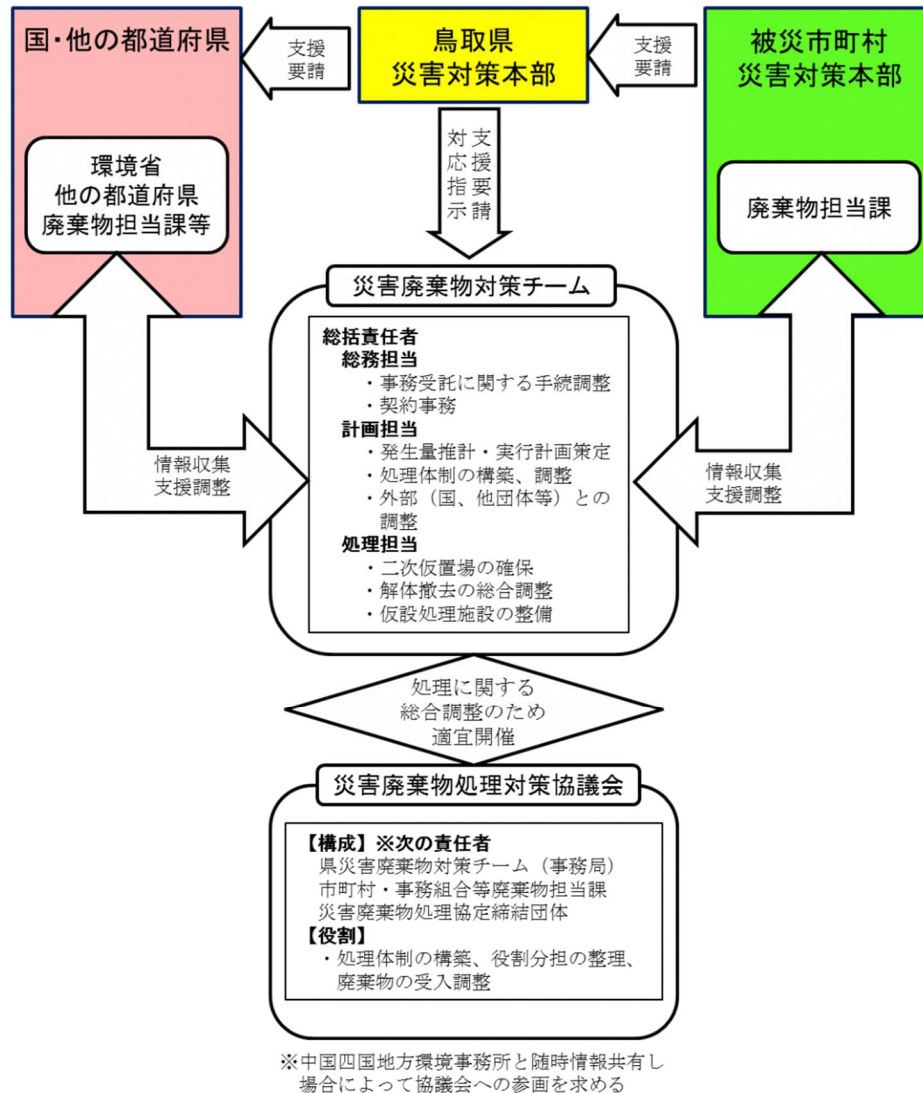 国・他の都道府県
支援
要請
鳥取県
災害対策本部
支援
要請
被災市町村
災害対策本部
環境省
他の都道府県
廃棄物担当課等
支援要請
対応指示
廃棄物担当課
災害廃棄物対策チーム
総括責任者
総務担当
・事務受託に関する手続調整
・契約事務
計画担当
・発生量推計・実行計画策定
・処理体制の構築、調整
・外部（国、他団体等）との
調整
処理担当
・二次仮置場の確保
・解体撤去の総合調整
・仮設処理施設の整備
情報収集
支援調整
情報収集
支援調整
処理に関する
総合調整のため
適宜開催
災害廃棄物処理対策協議会
【構成】※次の責任者
県災害廃棄物対策チーム（事務局）
市町村・事務組合等廃棄物担当課
災害廃棄物処理協定締結団体
【役割】
・処理体制の構築、役割分担の整理、
廃棄物の受入調整
※中国四国地方環境事務所と随時情報共有し
場合によって協議会への参画を求める